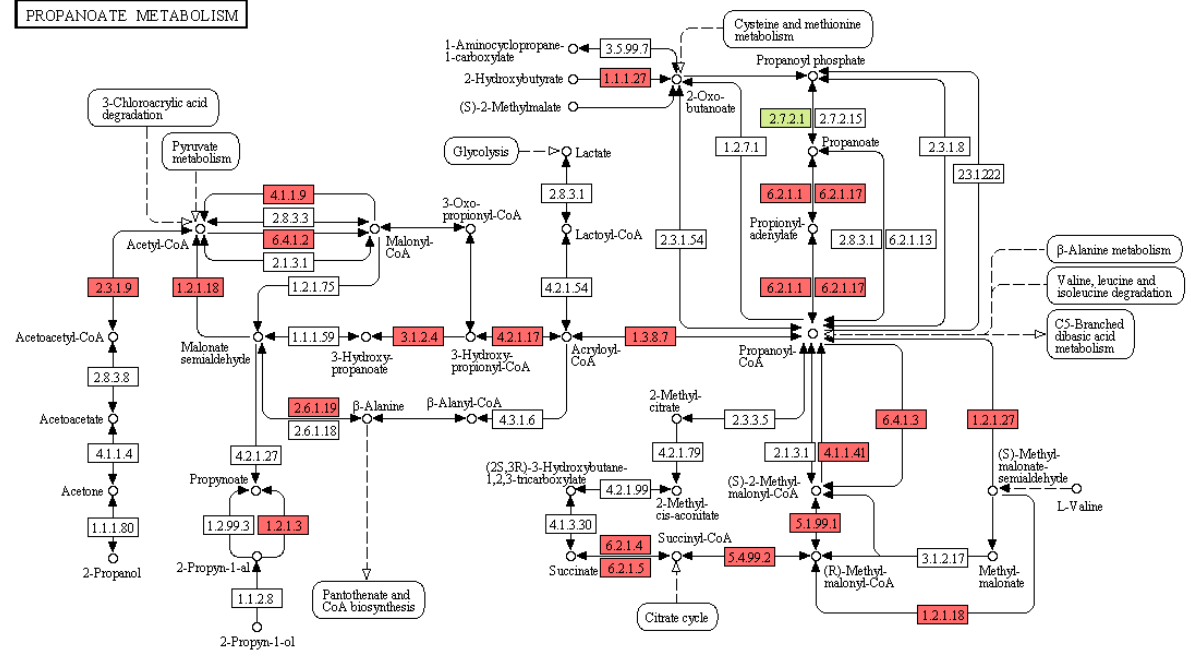 PROPANOATE METABOLISM
Cysteine and methionine
metabolism
1-Aminocyclopropane-
1-carboxylate
3.5.99.7
Propanoyl phosphate
2-Hydroxybutyrate
1.1.1.27
2-Oxo-
butanoate
(S)-2-Methylmalate
3-Chloroacrylic acid
degradation
Pyruvate
metabolism
Glycolysis
Lactate
2.7.2.1
2.7.2.15
1.2.7.1
Propanoate
2.3.1.8
2.3.1.222
4.1.1.9
2.8.3.1
6.2.1.1
6.2.1.17
2.8.3.3
3-Oxo-
propionyl-CoA
Acetyl-CoA
6.4.1.2
Malonyl-
CoA
Lactoyl-CoA
Propionyl-
adenylate
2.3.1.54
2.8.3.1
6.2.1.13
2.1.3.1
β-Alanine metabolism
2.3.1.9
1.2.1.18
1.2.1.75
4.2.1.54
6.2.1.1
6.2.1.17
Valine, leucine and
isoleucine degradation
Acetoacetyl-CoA
Malonate
semialdehyde
1.1.1.59
3-Hydroxy-
propanoate
3.1.2.4
3-Hydroxy-
propionyl-CoA
4.2.1.17
Acryloyl-
CoA
1.3.8.7
Propanoyl-
CoA
C5-Branched
dibasic acid
metabolism
2.8.3.8
2.6.1.19
2.6.1.18
β-Alanine
β-Alanyl-CoA
4.3.1.6
2-Methyl-
citrate
2.3.3.5
6.4.1.3
1.2.1.27
Acetoacetate
4.1.1.4
4.2.1.27
4.2.1.79
2.1.3.1
4.1.1.41
(S)-Methyl-
malonate-
semialdehyde
Propynoate
(2S,3R)-3-Hydroxybutane-
1,2,3-tricarboxylate
4.2.1.99
2-Methyl-
cis-aconitate
(S)-2-Methyl-
malonyl-CoA
L-Valine
Acetone
1.1.1.80
1.2.99.3
1.2.1.3
4.1.3.30
5.1.99.1
2-Propanol
2-Propyn-1-al
6.2.1.4
6.2.1.5
Succinate
Succinyl-CoA
5.4.99.2
(R)-Methyl-
malonyl-CoA
3.1.2.17
Methyl-
malonate
1.1.2.8
Pantothenate and
CoA biosynthesis
Citrate cycle
1.2.1.18
2-Propyn-1-ol